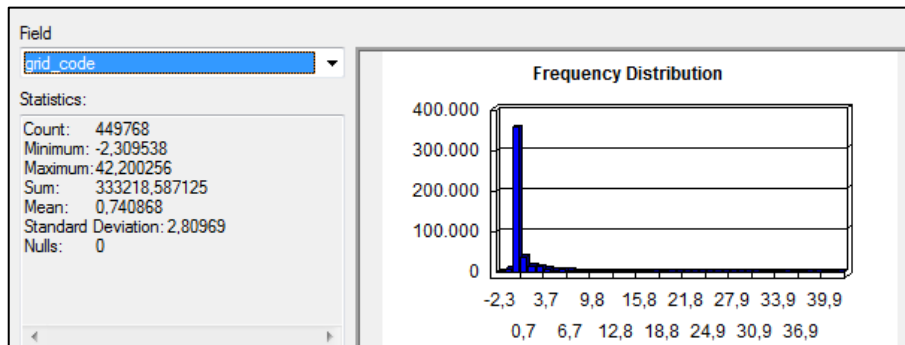 Field
grid_code
Statistics:
Count: 449768
Minimum: -2,309538
Maximum: 42,200256
Sum: 333218,587125
Mean: 0,740868
Standard Deviation: 2,80969
Nulls: 0
Frequency Distribution
400.000
300.000
200.000
100.000
0
-2,3 3,7 9,8 15,8 21,8 27,9 33,9 39,9
0,7 6,7 12,8 18,8 24,9 30,9 36,9